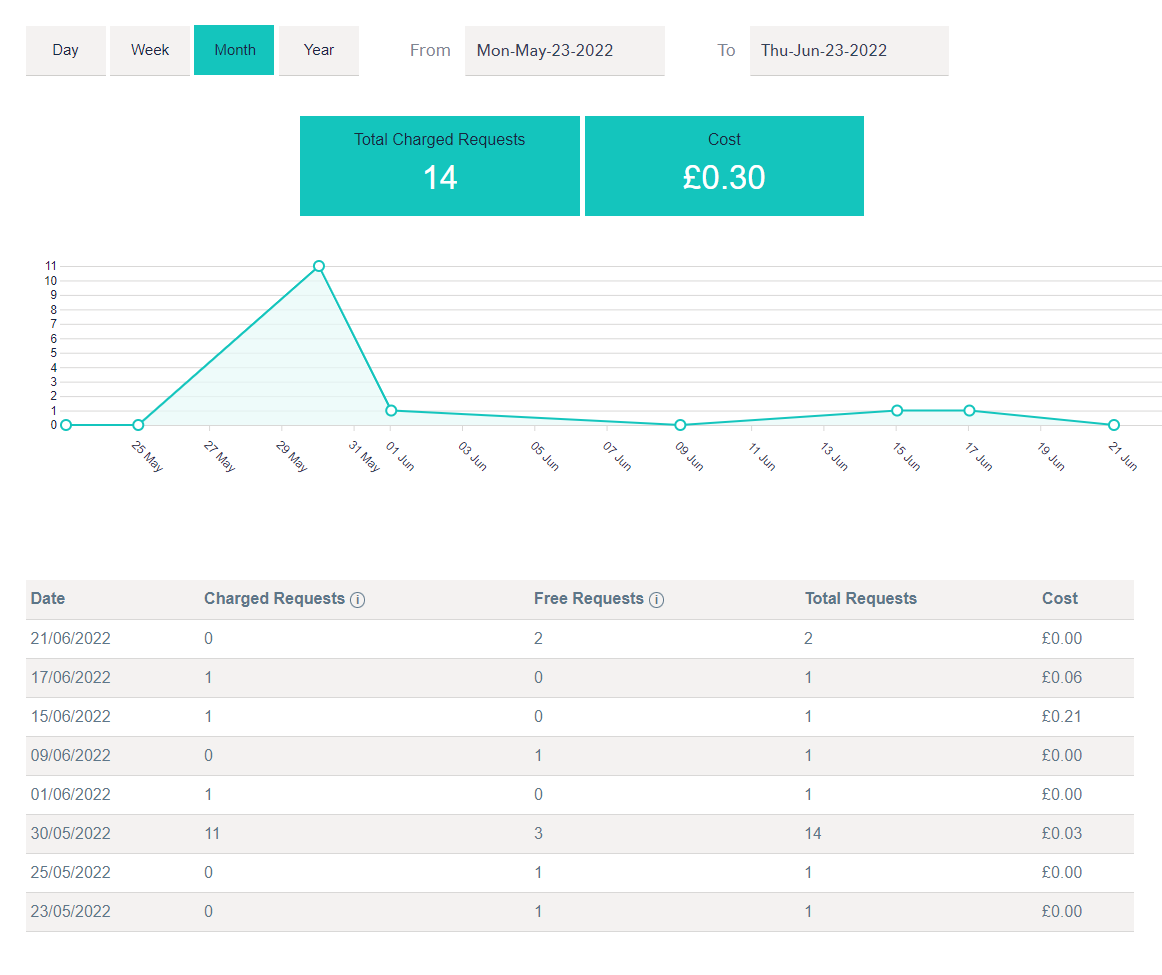 Day Week Month Year From Mon-May-23-2022 To Thu-Jun-23-2022
Total Charged Requests Cost
14 £0.30
11
10
9
8
7
6
5
4
3
2
1
0
25 May 27 May 29 May 31 May 01 Jun 03 Jun 05 Jun 07 Jun 09 Jun 11 Jun 13 Jun 15 Jun 17 Jun 19 Jun 21 Jun
Date Charged Requests i Free Requests i Total Requests Cost
21/06/2022 0 2 2 £0.00
17/06/2022 1 0 1 £0.06
15/06/2022 1 0 1 £0.21
09/06/2022 0 1 1 £0.00
01/06/2022 1 0 1 £0.00
30/05/2022 11 3 14 £0.03
25/05/2022 0 1 1 £0.00
23/05/2022 0 1 1 £0.00